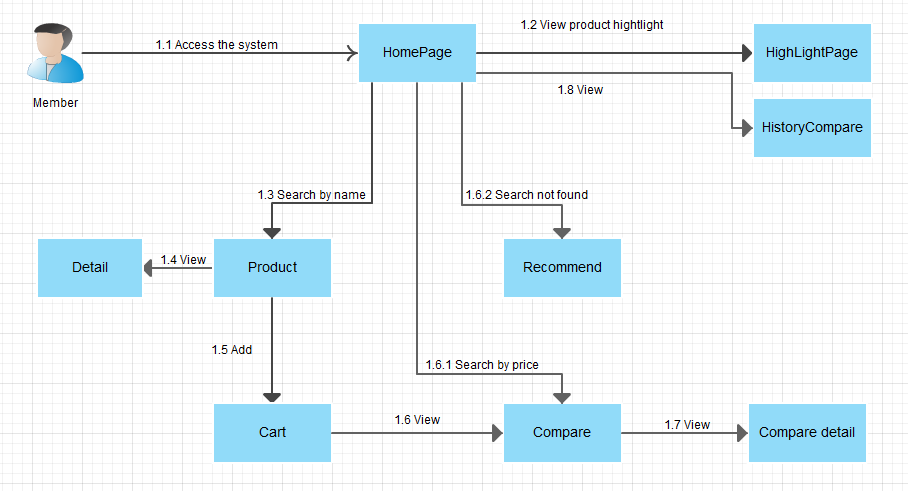 1.2 View product hightlight
1.1 Access the system
HomePage
HighLightPage
1.8 View
Member
HistoryCompare
1.3 Search by name
1.6.2 Search not found
1.4 View
Detail
Product
Recommend
1.5 Add
1.6.1 Search by price
1.6 View
1.7 View
Cart
Compare
Compare detail